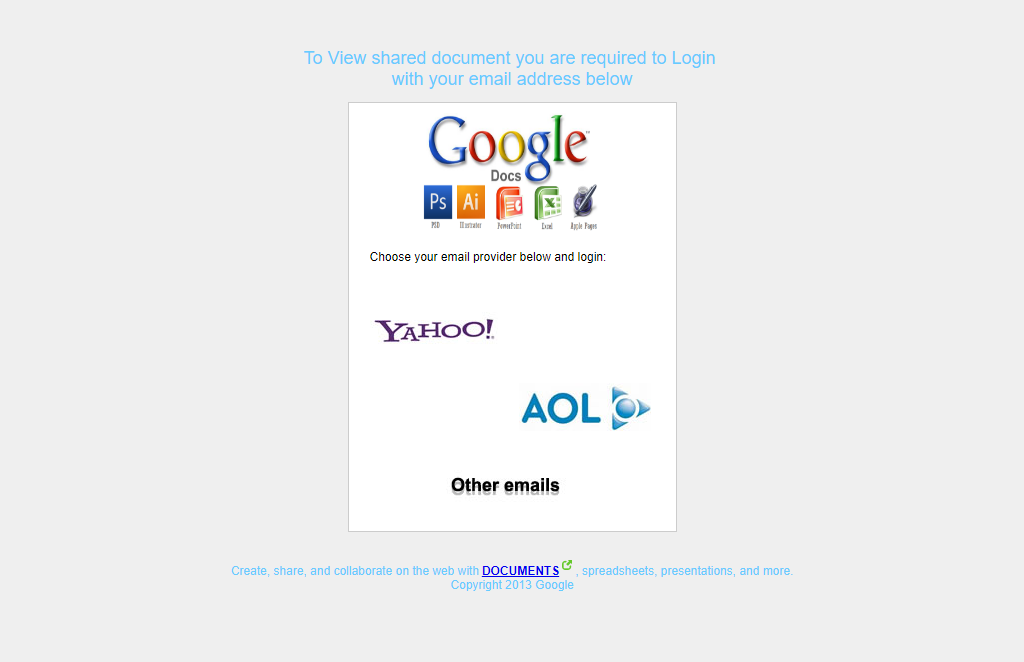 To View shared document you are required to Login
with your email address below
Google
Docs
Ps Ai
PSD Illustrator PowerPoint Excel Apple Pages
Choose your email provider below and login:
YAHOO!
AOL
Other emails
Create, share, and collaborate on the web with DOCUMENTS , spreadsheets, presentations, and more.
Copyright 2013 Google